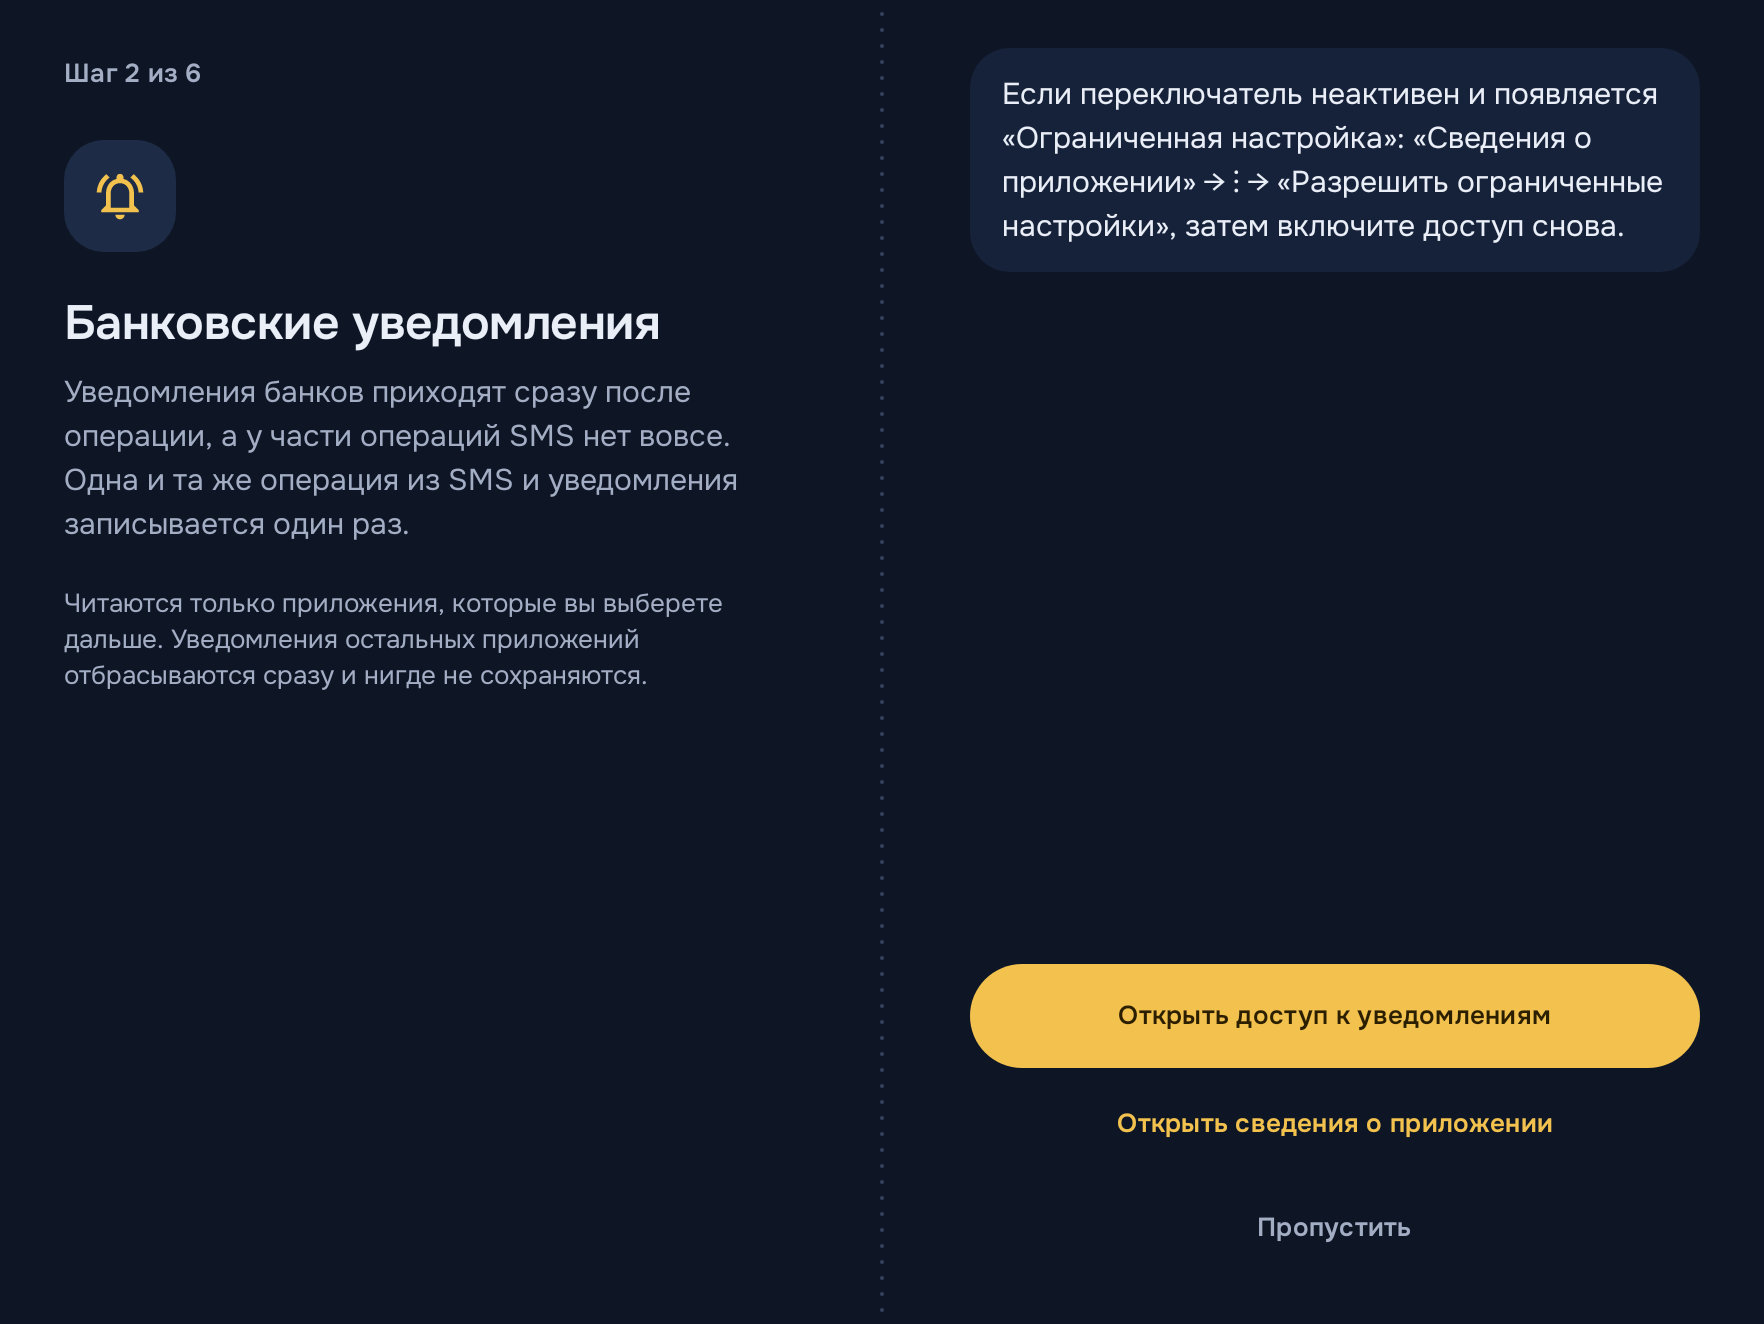 Шаг 2 из 6
Банковские уведомления
Уведомления банков приходят сразу после
операции, а у части операций SMS нет вовсе.
Одна и та же операция из SMS и уведомления
записывается один раз.
Читаются только приложения, которые вы выберете
дальше. Уведомления остальных приложений
отбрасываются сразу и нигде не сохраняются.
Если переключатель неактивен и появляется
«Ограниченная настройка»: «Сведения о
приложении» → ⋮ → «Разрешить ограниченные
настройки», затем включите доступ снова.
Открыть доступ к уведомлениям
Открыть сведения о приложении
Пропустить